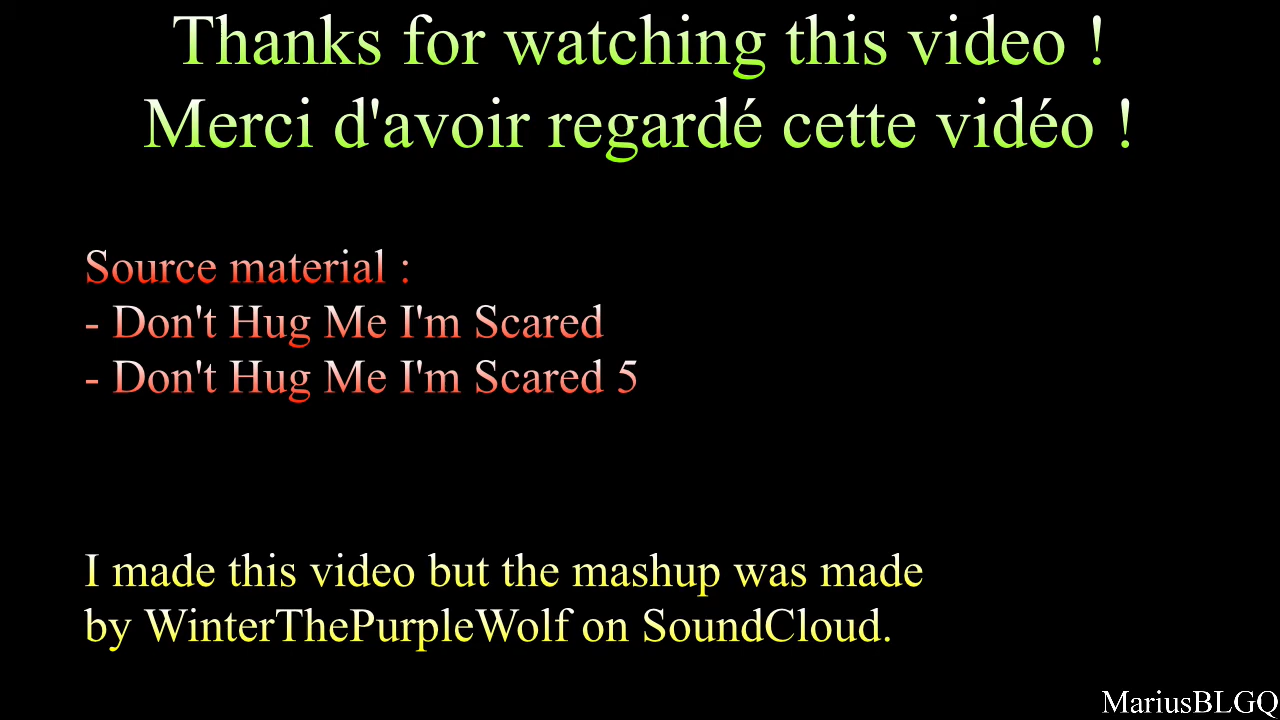 Thanks for watching this video !
Merci d'avoir regardé cette vidéo !
Source material :
- Don't Hug Me I'm Scared
- Don't Hug Me I'm Scared 5
I made this video but the mashup was made
by WinterThePurpleWolf on SoundCloud.
MariusBLGQ